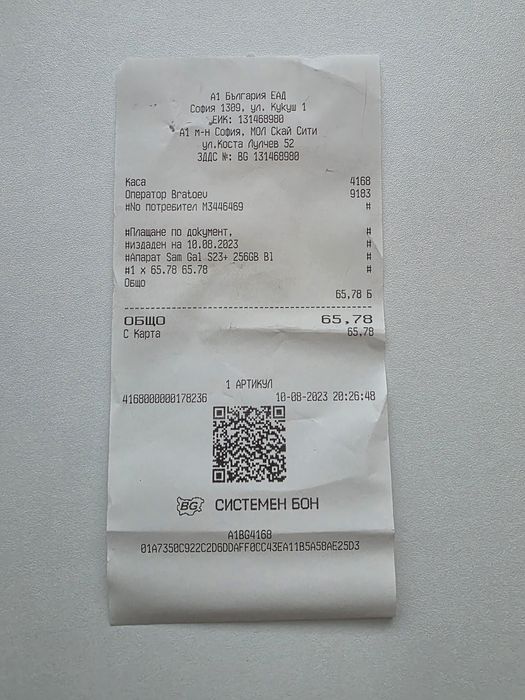 А1 България ЕАД
София 1309, ул. Кукуш 1
ЕИК: 131468980
А1 м-н София, МОЛ Скай Сити
ул.Коста Лулчев 52
ЗДДС №: BG 131468980
Каса 4168
Оператор Bratoev 9183
#No потребител M3446469 #
#Плащане по документ, #
#издаден на 10.08.2023 #
#Апарат Sam Gal S23+ 256GB Bl #
#1 x 65.78 65.78 #
Общо
65,78 Б
ОБЩО 65,78
С Карта 65,78
1 АРТИКУЛ
4168000000178236 10-08-2023 20:26:48
BG СИСТЕМЕН БОН
A1BG4168
01A7350C922C2D6DDAFF0CC43EA11B5A58AE25D3